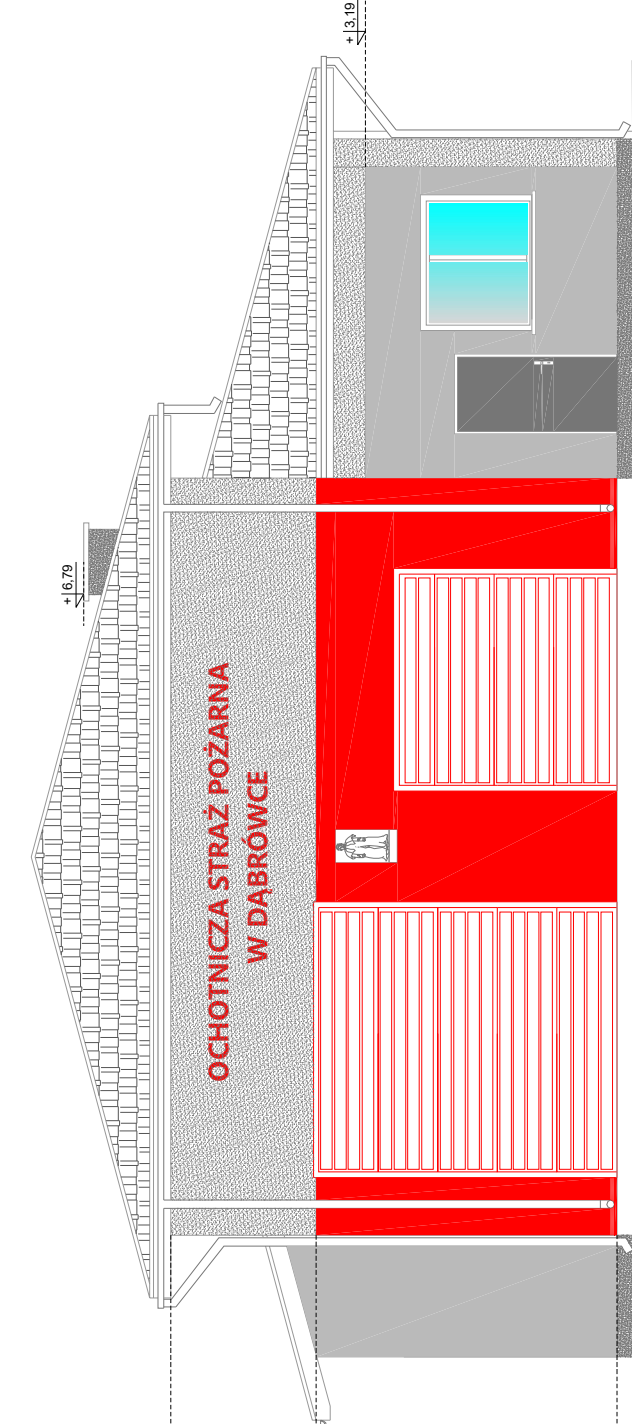 + 3,19
+ 6,79
OCHOTNICZA STRAŻ POŻARNA
W DĄBRÓWCE